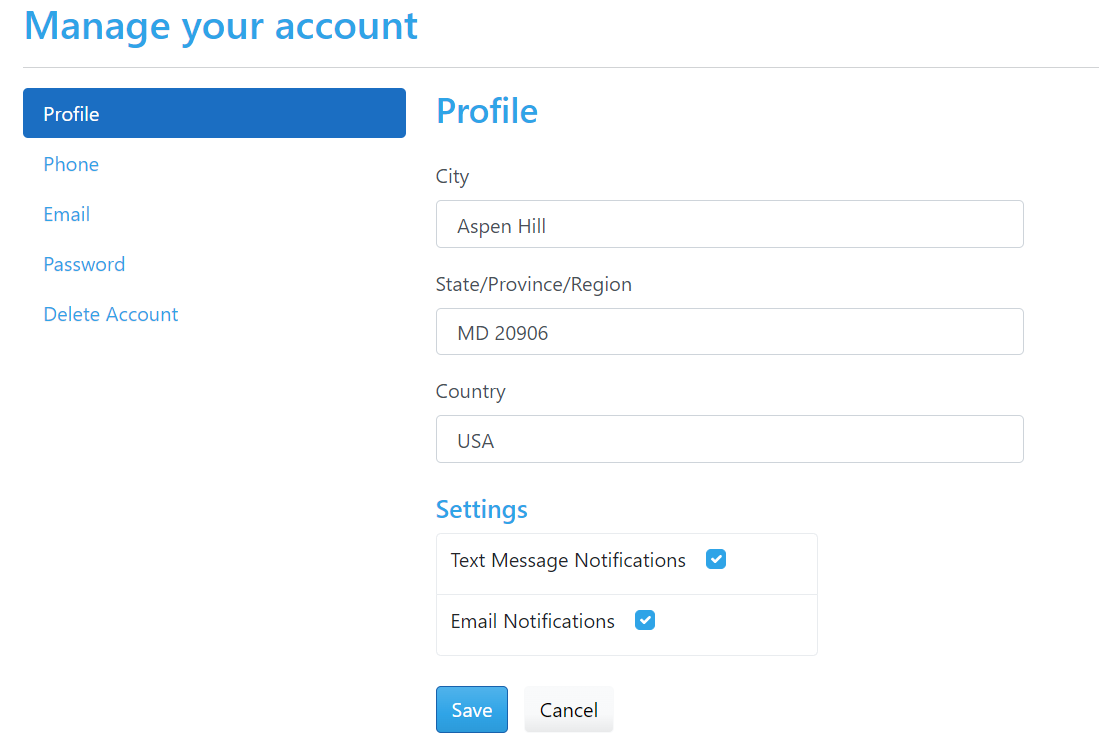 Manage your account
Profile
Phone
Email
Password
Delete Account
Profile
City
Aspen Hill
State/Province/Region
MD 20906
Country
USA
Settings
Text Message Notifications
Email Notifications
Save Cancel